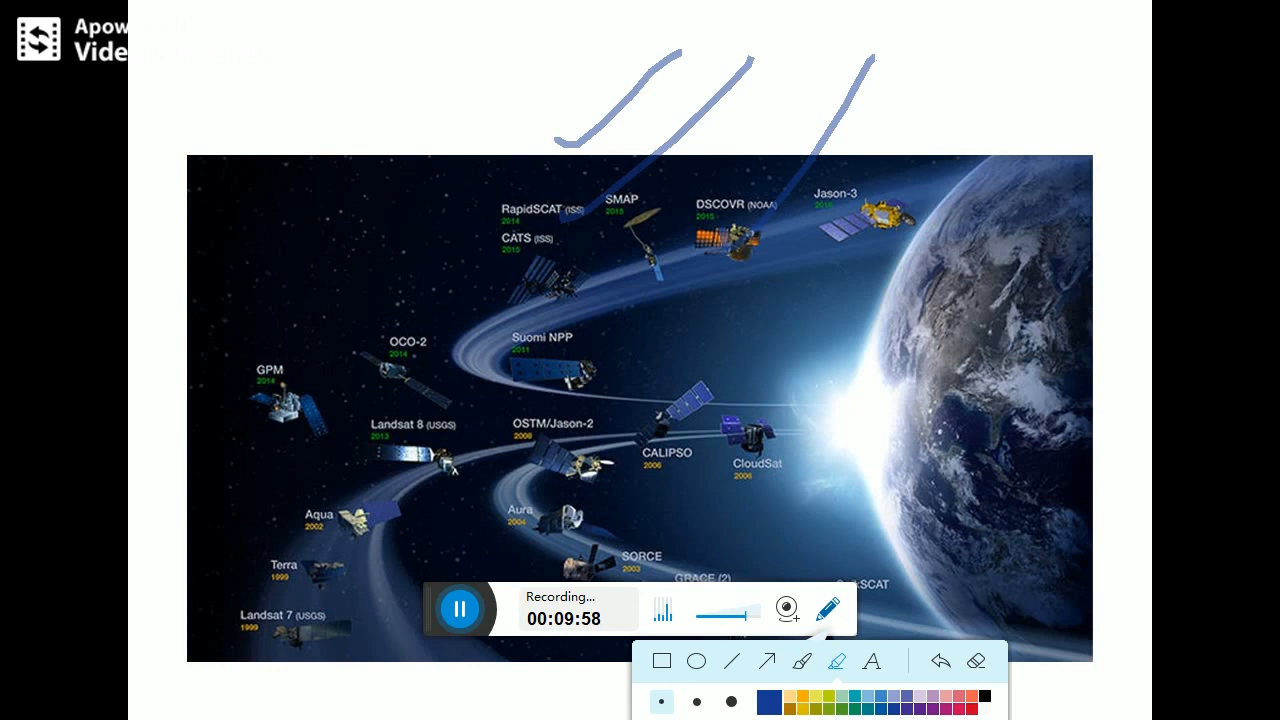 Apow
Vide
RapidSCAT (ISS)
2014
CATS (ISS)
2015
SMAP
2015
DSCOVR (NOAA)
2015
Jason-3
2016
OCO-2
2014
Suomi NPP
2011
GPM
2014
Landsat 8 (USGS)
2013
OSTM/Jason-2
2008
CALIPSO
2006
CloudSat
2006
Aqua
2002
Aura
2004
Terra
1999
SORCE
2003
GRACE (2)
Landsat 7 (USGS)
1999
Recording...
00:09:58
A